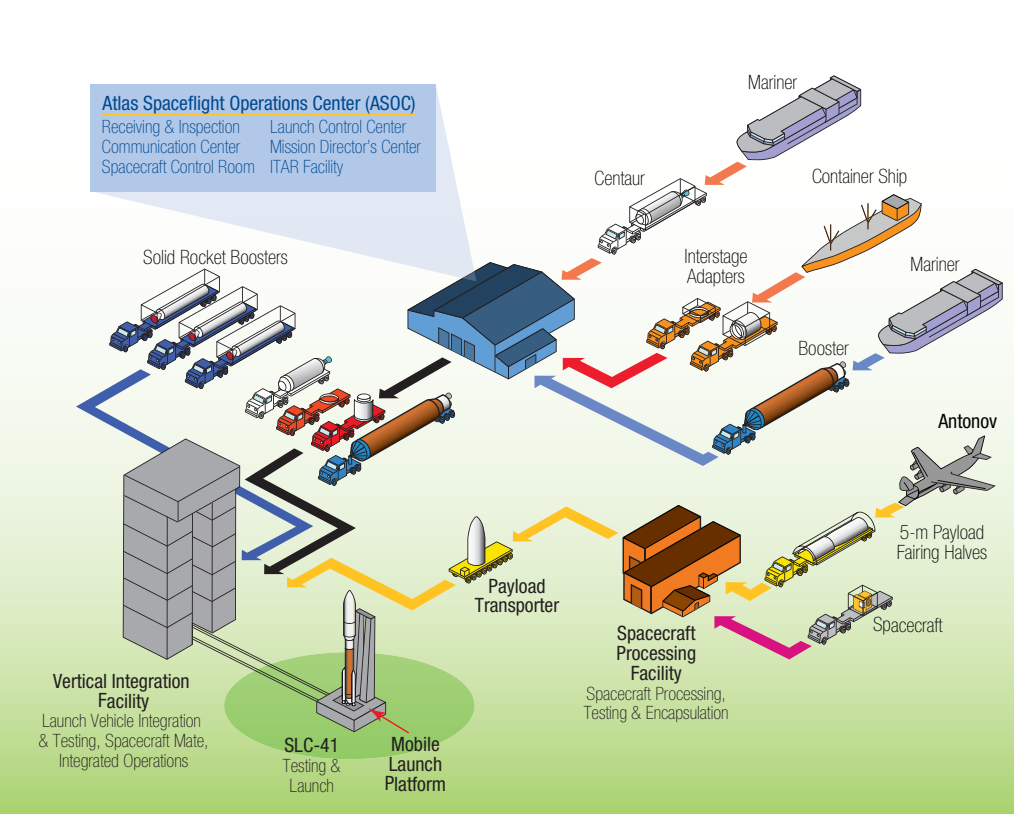 Mariner
Atlas Spaceflight Operations Center (ASOC)
Receiving & Inspection
Launch Control Center
Communication Center
Mission Director's Center
Spacecraft Control Room
ITAR Facility
Centaur
Container Ship
Solid Rocket Boosters
Interstage
Adapters
Mariner
Booster
Antonov
5-m Payload
Fairing Halves
Payload
Transporter
Spacecraft
Spacecraft
Processing
Facility
Spacecraft Processing,
Testing & Encapsulation
Vertical Integration
Facility
Launch Vehicle Integration
& Testing, Spacecraft Mate,
Integrated Operations
SLC-41
Testing &
Launch
Mobile
Launch
Platform